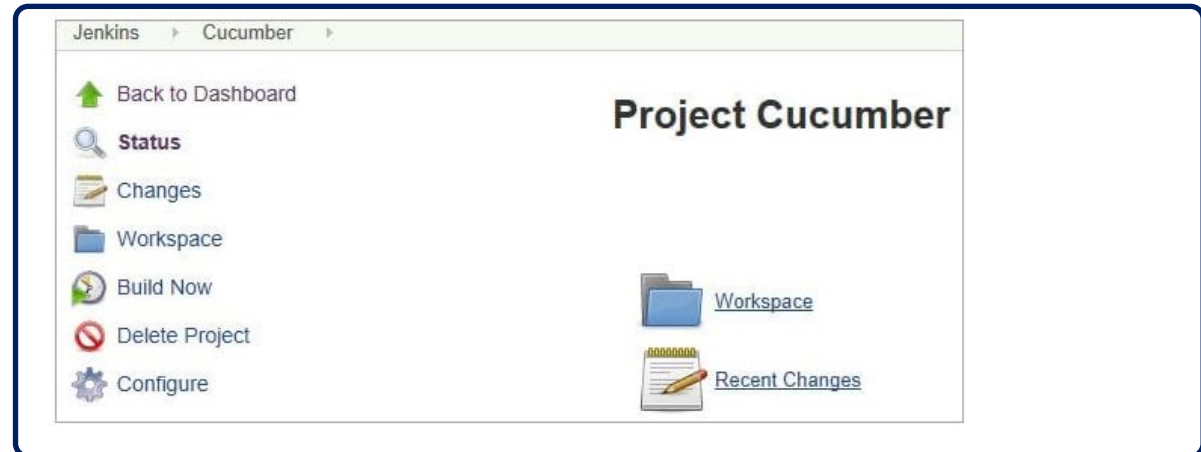 Jenkins Cucumber
Back to Dashboard
Status
Changes
Workspace
Build Now
Delete Project
Configure
Project Cucumber
Workspace
Recent Changes